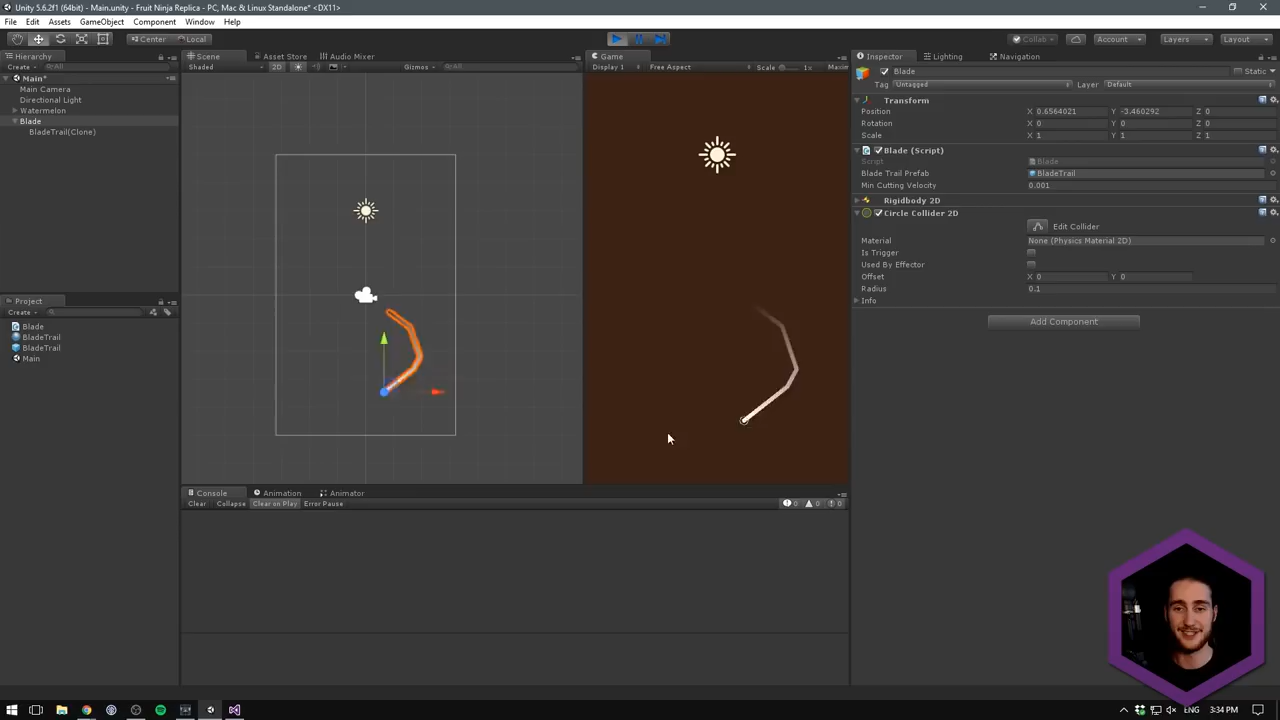 Unity 5.6.2f1 (64bit) - Main.unity - Fruit Ninja Replica - PC, Mac & Linux Standalone* <DX11>
File Edit Assets GameObject Component Window Help
Center Local
Collab Account Layers Layout
Hierarchy
Create All
Main*
Main Camera
Directional Light
Watermelon
Blade
BladeTrail(Clone)
Project
Create
Blade
BladeTrail
BladeTrail
Main
Scene Asset Store Audio Mixer
Shaded 2D Gizmos All
Game
Display 1 Free Aspect Scale 1x Maxim
Console Animation Animator
Clear Collapse Clear on Play Error Pause 0 0 0
Inspector Lighting Navigation
Blade Static
Tag Untagged Layer Default
Transform
Position X 0.6564021 Y -3.460292 Z 0
Rotation X 0 Y 0 Z 0
Scale X 1 Y 1 Z 1
Blade (Script)
Script Blade
Blade Trail Prefab BladeTrail
Min Cutting Velocity 0.001
Rigidbody 2D
Circle Collider 2D
Edit Collider
Material None (Physics Material 2D)
Is Trigger
Used By Effector
Offset X 0 Y 0
Radius 0.1
Info
Add Component
ENG 3:34 PM